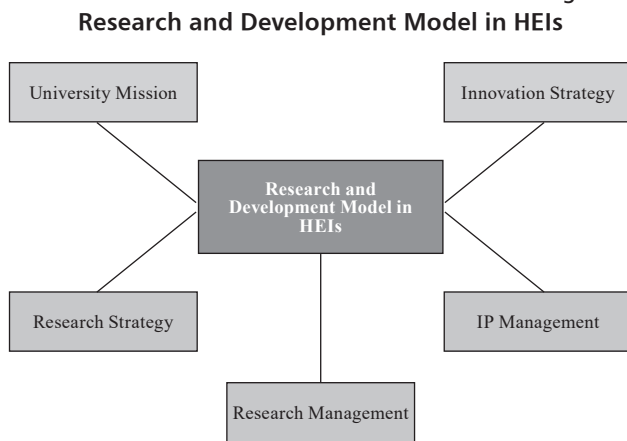 Research and Development Model in HEIs
University Mission
Innovation Strategy
Research and
Development Model in
HEIs
Research Strategy
IP Management
Research Management